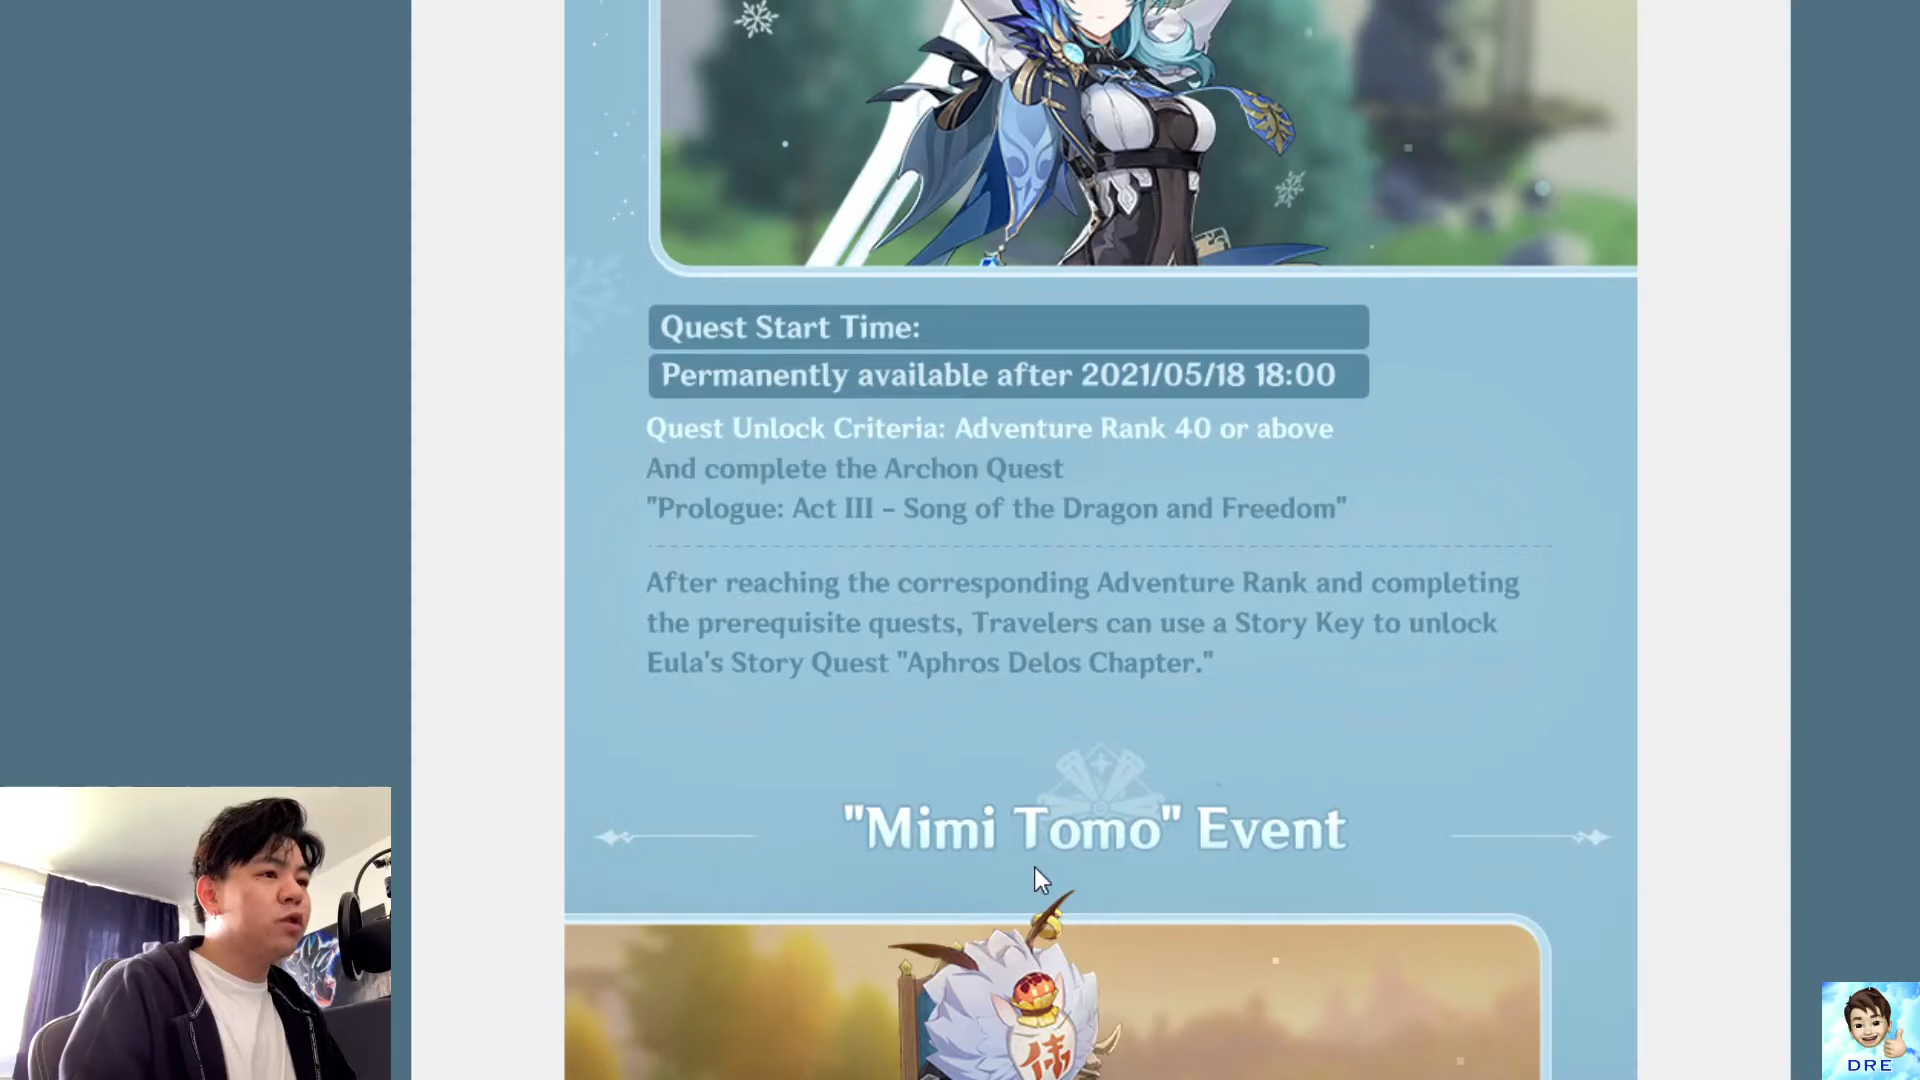 Quest Start Time:
Permanently available after 2021/05/18 18:00
Quest Unlock Criteria: Adventure Rank 40 or above
And complete the Archon Quest
"Prologue: Act III – Song of the Dragon and Freedom"
After reaching the corresponding Adventure Rank and completing
the prerequisite quests, Travelers can use a Story Key to unlock
Eula's Story Quest "Aphros Delos Chapter."
"Mimi Tomo" Event
侍
DRE